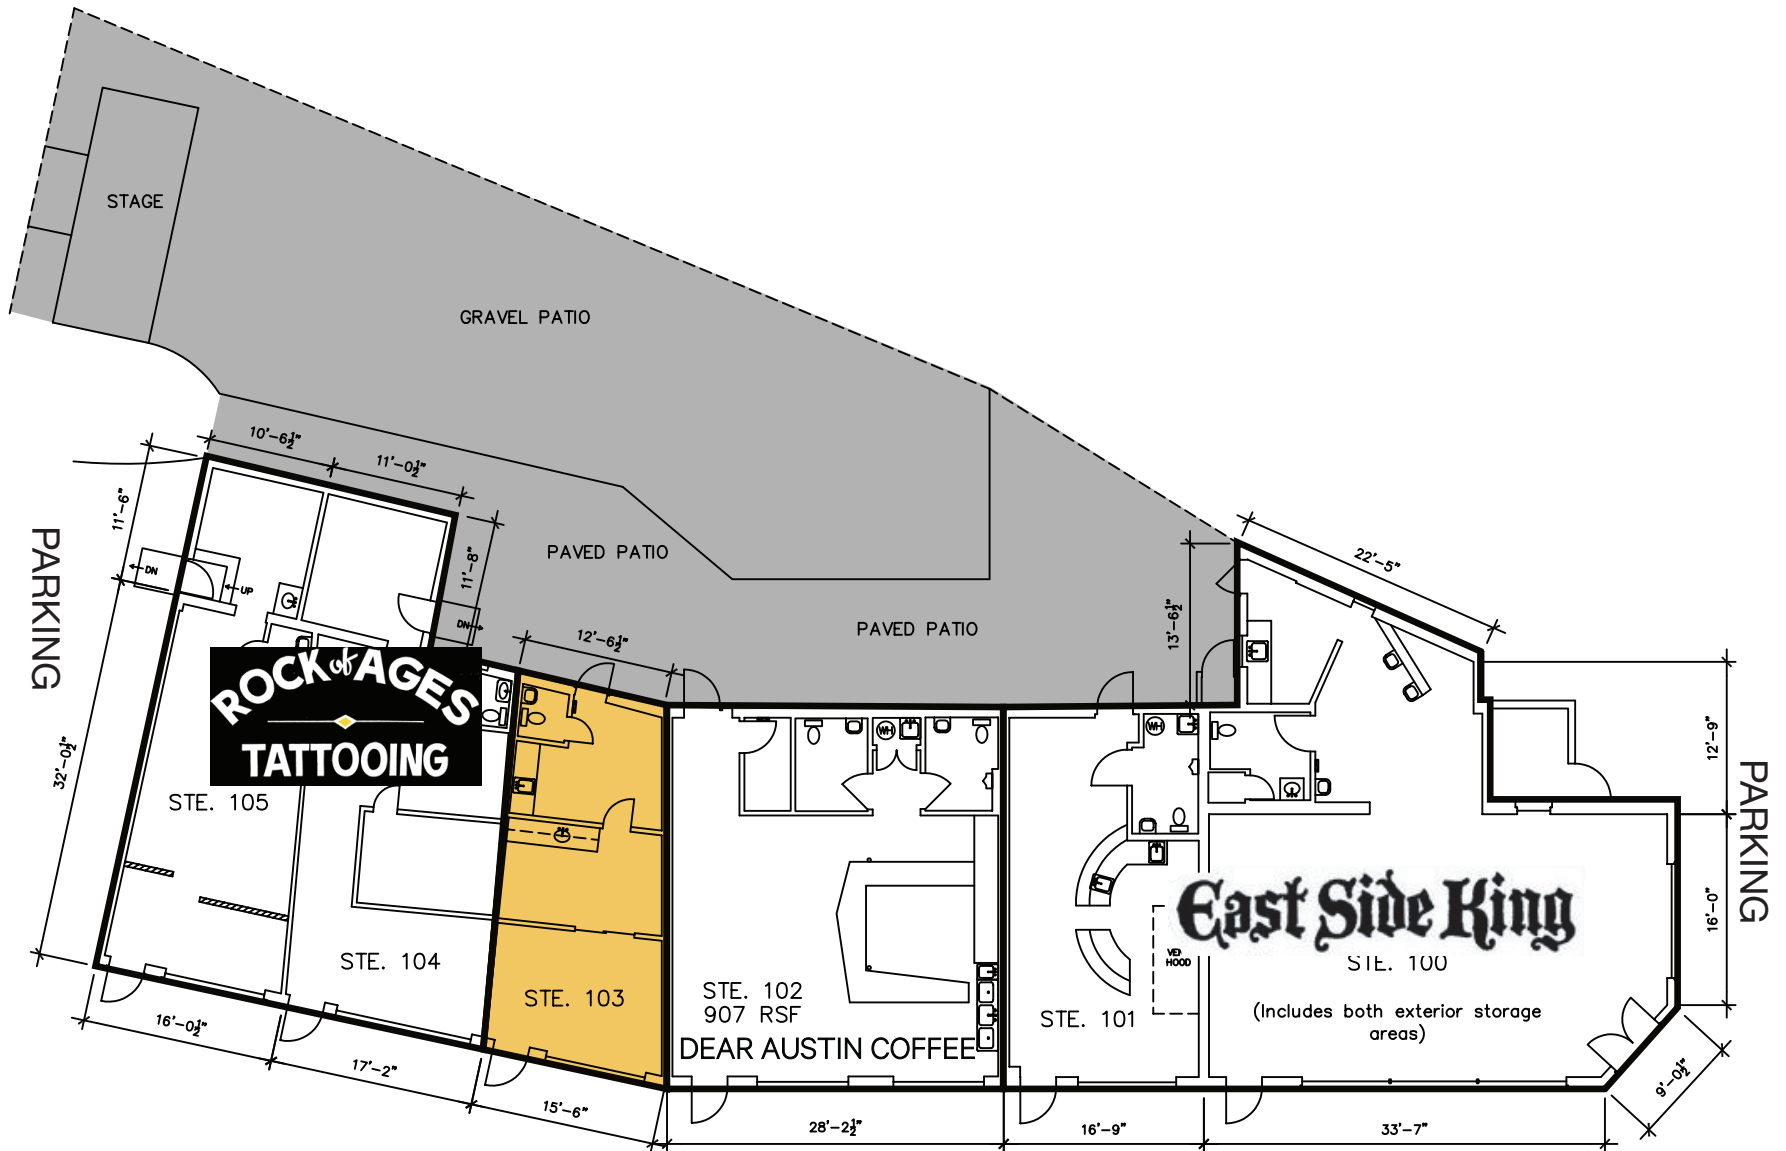 STAGE
GRAVEL PATIO
10'-6½"
11'-0½"
11'-6"
PARKING
DN
UP
11'-8"
DN
PAVED PATIO
PAVED PATIO
12'-6½"
13'-6½"
22'-5"
12'-9"
PARKING
16'-0"
32'-0½"
ROCK of AGES
TATTOOING
STE. 105
STE. 104
STE. 103
WH
WH
STE. 102
907 RSF
DEAR AUSTIN COFFEE
STE. 101
HOOD
East Side King
STE. 100
(Includes both exterior storage
areas)
16'-0½"
17'-2"
15'-6"
28'-2½"
16'-9"
33'-7"
9'-0½"